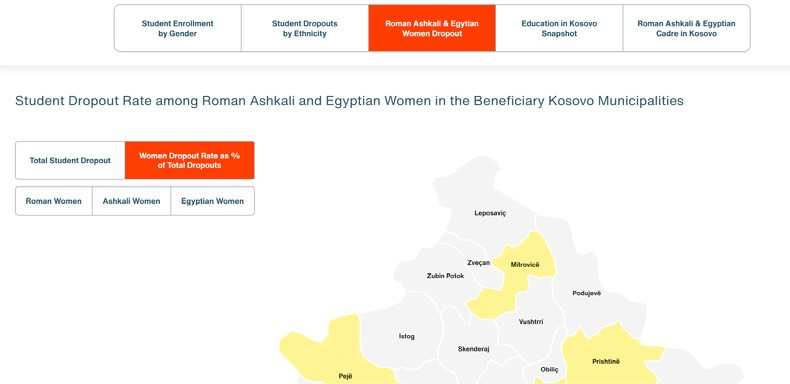 Student Enrollment
by Gender
Student Dropouts
by Ethnicity
Roman Ashkali & Egytian
Women Dropout
Education in Kosovo
Snapshot
Roman Ashkali & Egyptian
Cadre in Kosovo
Student Dropout Rate among Roman Ashkali and Egyptian Women in the Beneficiary Kosovo Municipalities
Total Student Dropout
Women Dropout Rate as %
of Total Dropouts
Roman Women
Ashkali Women
Egyptian Women
Leposaviç
Zveçan
Mitrovicë
Zubin Potok
Podujevë
Vushtrri
Istog
Skenderaj
Prishtinë
Obiliç
Pejë